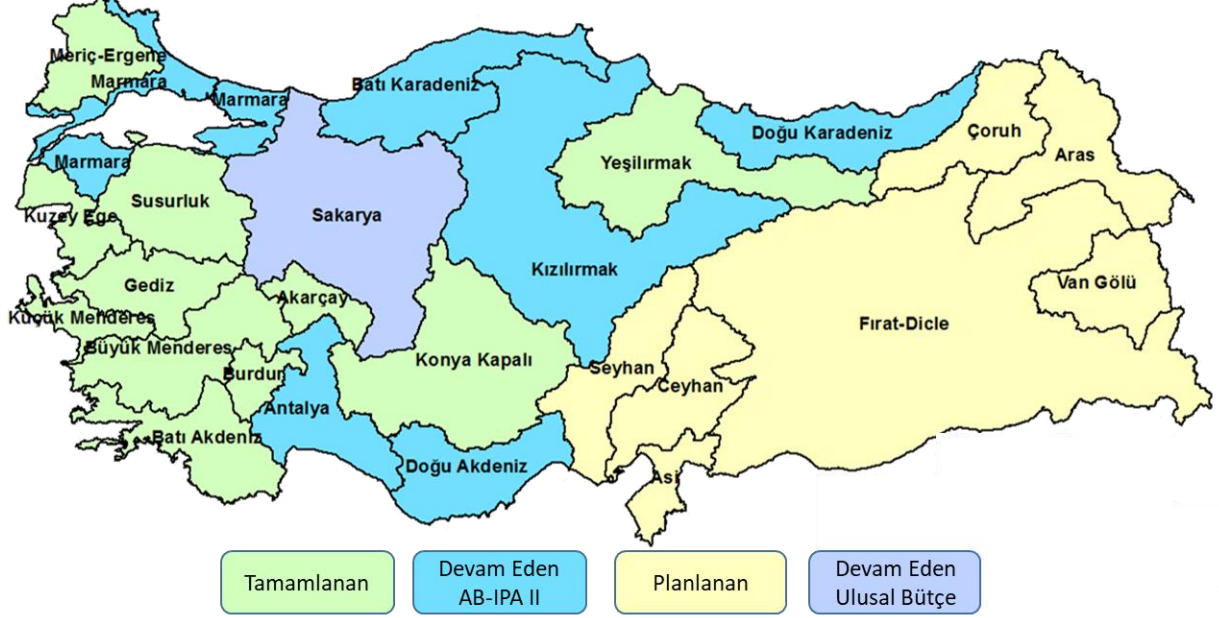 Meriç-Ergene
Marmara
Marmara
Batı Karadeniz
Doğu Karadeniz
Çoruh
Aras
Marmara
Yeşilırmak
Susurluk
Kuzey Ege
Sakarya
Kızılırmak
Gediz
Akarçay
Van Gölü
Küçük Menderes
Fırat-Dicle
Büyük Menderes
Konya Kapalı
Burdur
Seyhan
Ceyhan
Antalya
Batı Akdeniz
Doğu Akdeniz
Asi
Tamamlanan
Devam Eden
AB-IPA II
Planlanan
Devam Eden
Ulusal Bütçe